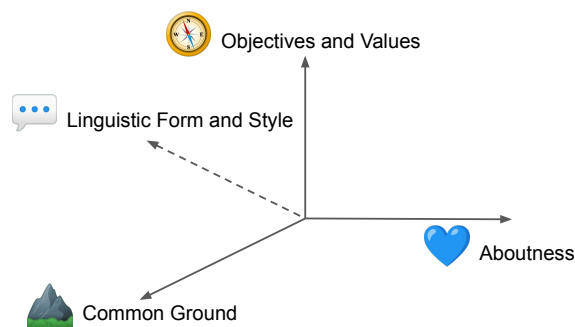 Objectives and Values
Linguistic Form and Style
Aboutness
Common Ground